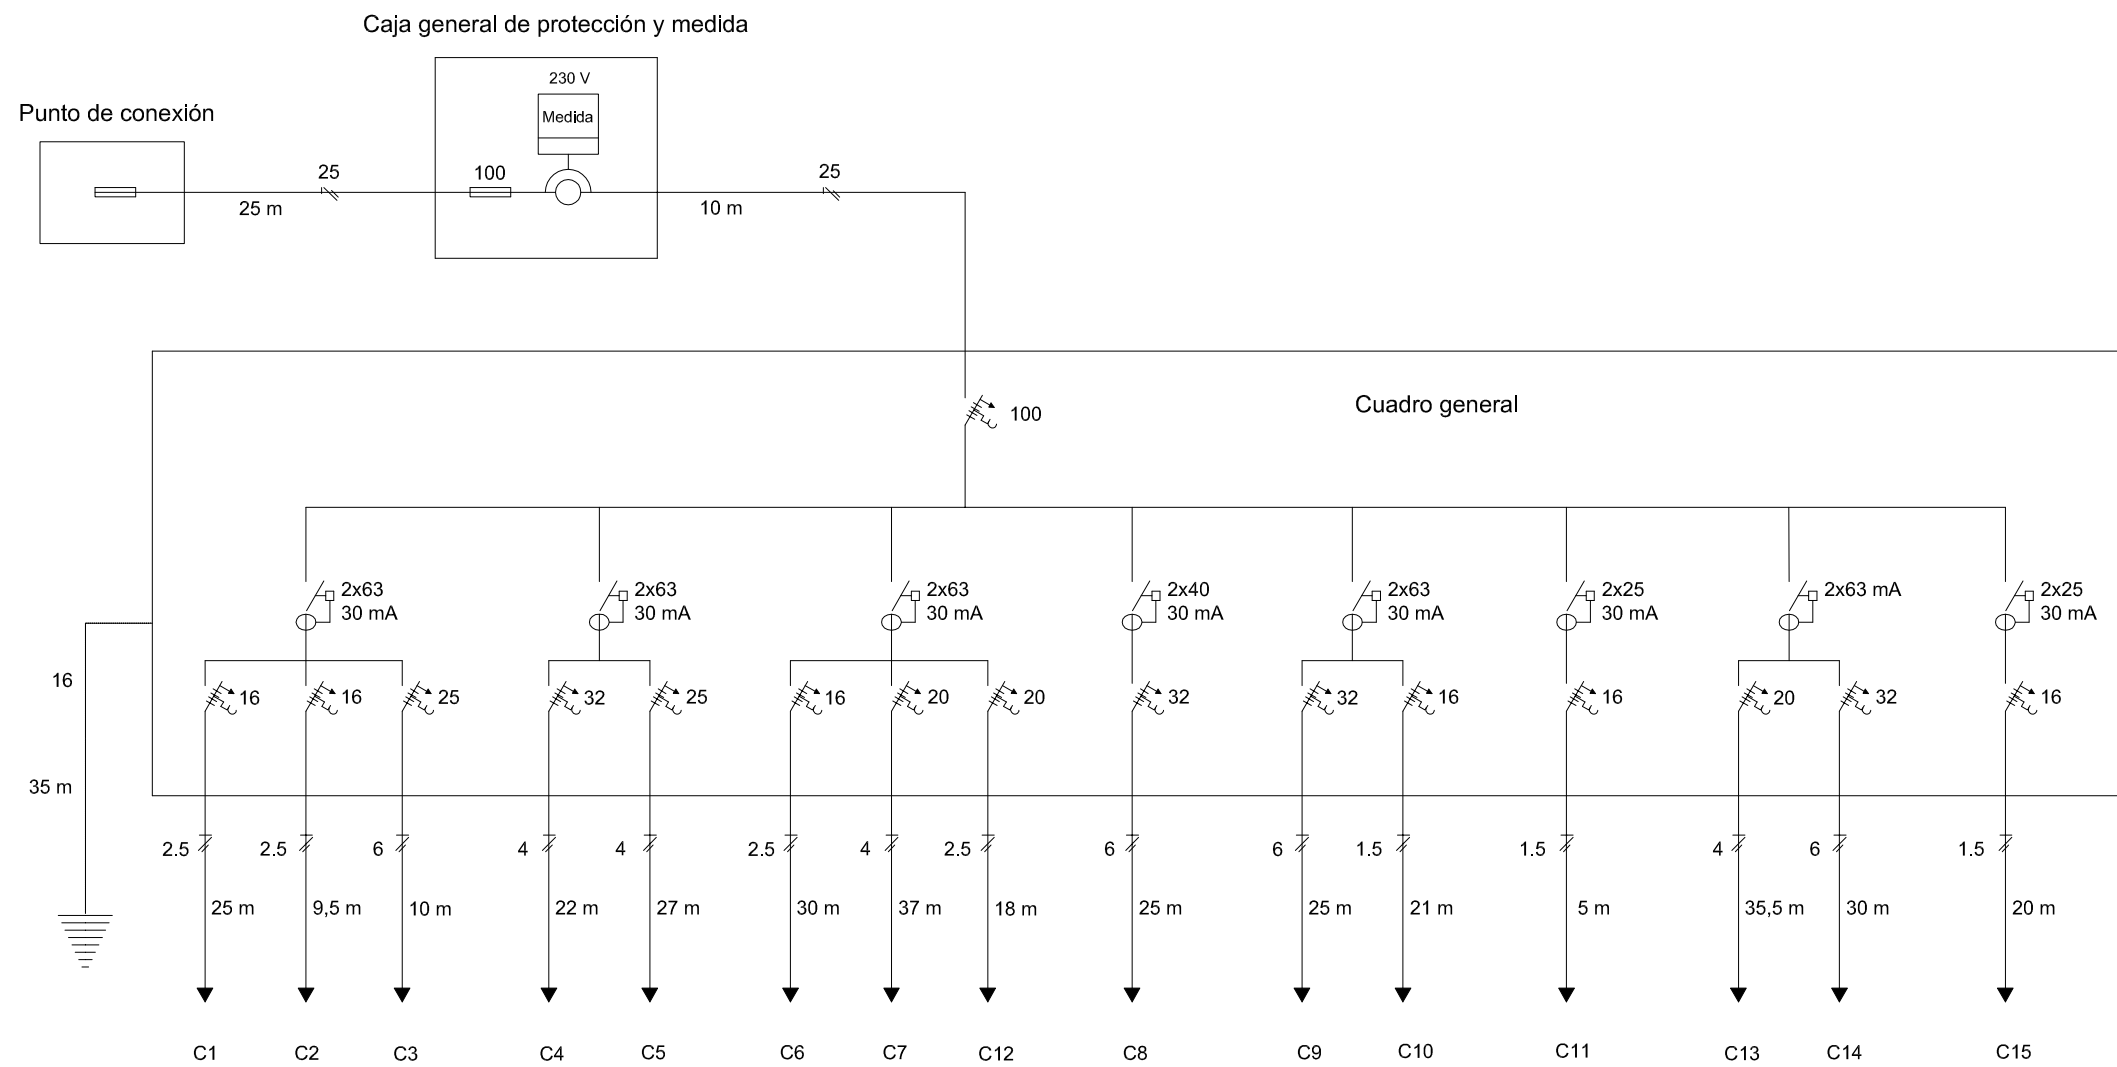 Caja general de protección y medida
230 V
Medida
Punto de conexión
25
100
25
25 m
10 m
100
Cuadro general
2x63
30 mA
2x63
30 mA
2x63
30 mA
2x40
30 mA
2x63
30 mA
2x25
30 mA
2x63 mA
2x25
30 mA
16
35 m
16
16
25
32
25
16
20
20
32
32
16
16
20
32
16
2.5
2.5
6
4
4
2.5
4
2.5
6
6
1.5
1.5
4
6
1.5
25 m
9,5 m
10 m
22 m
27 m
30 m
37 m
18 m
25 m
25 m
21 m
5 m
35,5 m
30 m
20 m
C1
C2
C3
C4
C5
C6
C7
C12
C8
C9
C10
C11
C13
C14
C15